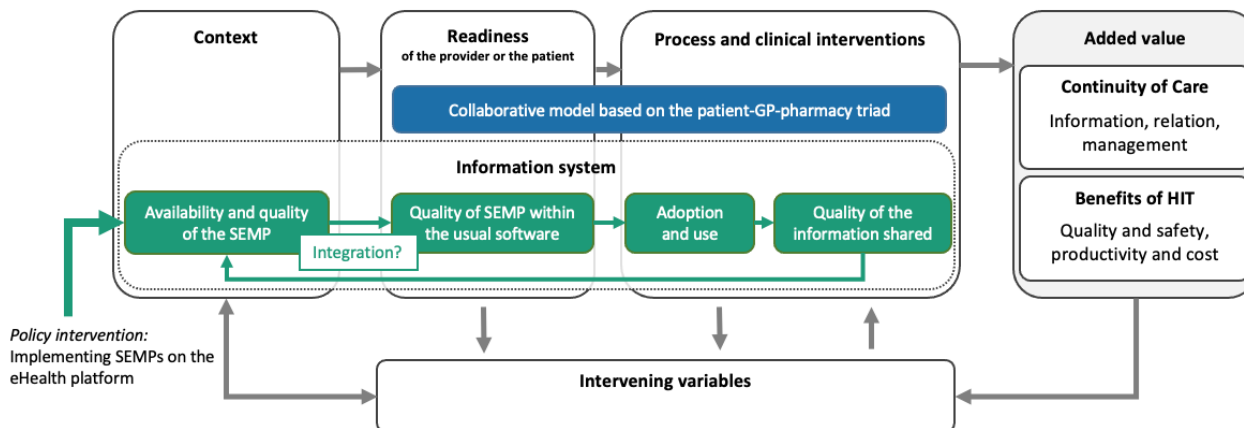 Context
Readiness
of the provider or the patient
Process and clinical interventions
Added value
Collaborative model based on the patient-GP-pharmacy triad
Continuity of Care
Information, relation,
management
Information system
Availability and quality
of the SEMP
Integration?
Quality of SEMP within
the usual software
Adoption
and use
Quality of the
information shared
Benefits of HIT
Quality and safety,
productivity and cost
Policy intervention:
Implementing SEMPs on the
eHealth platform
Intervening variables